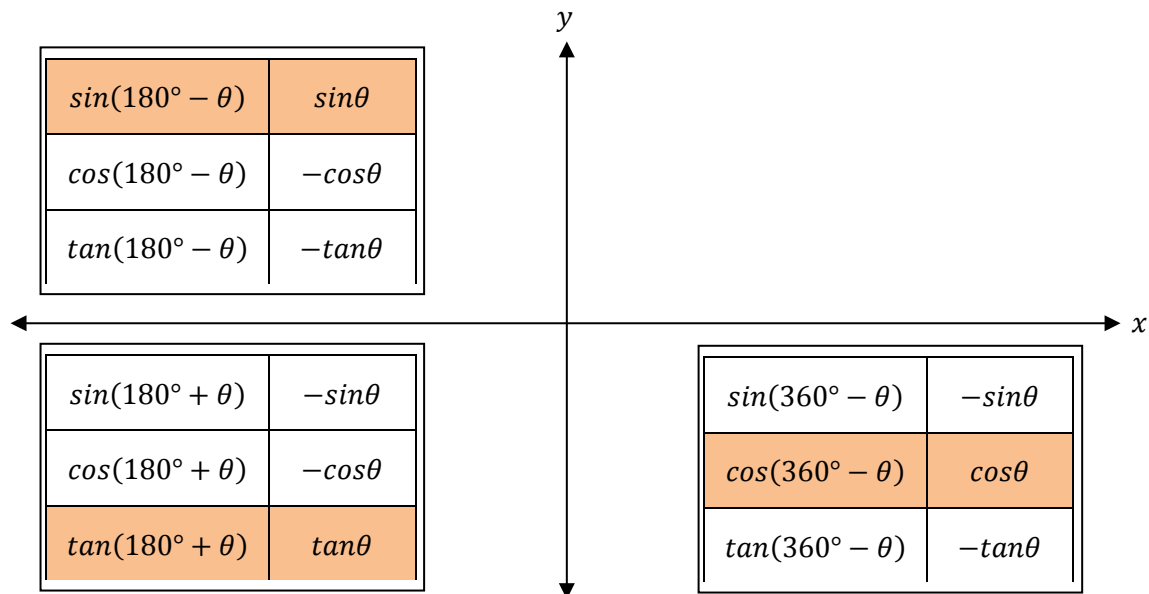 y
sin(180° − θ) sinθ
cos(180° − θ) −cosθ
tan(180° − θ) −tanθ
x
sin(180° + θ) −sinθ
cos(180° + θ) −cosθ
tan(180° + θ) tanθ
sin(360° − θ) −sinθ
cos(360° − θ) cosθ
tan(360° − θ) −tanθ